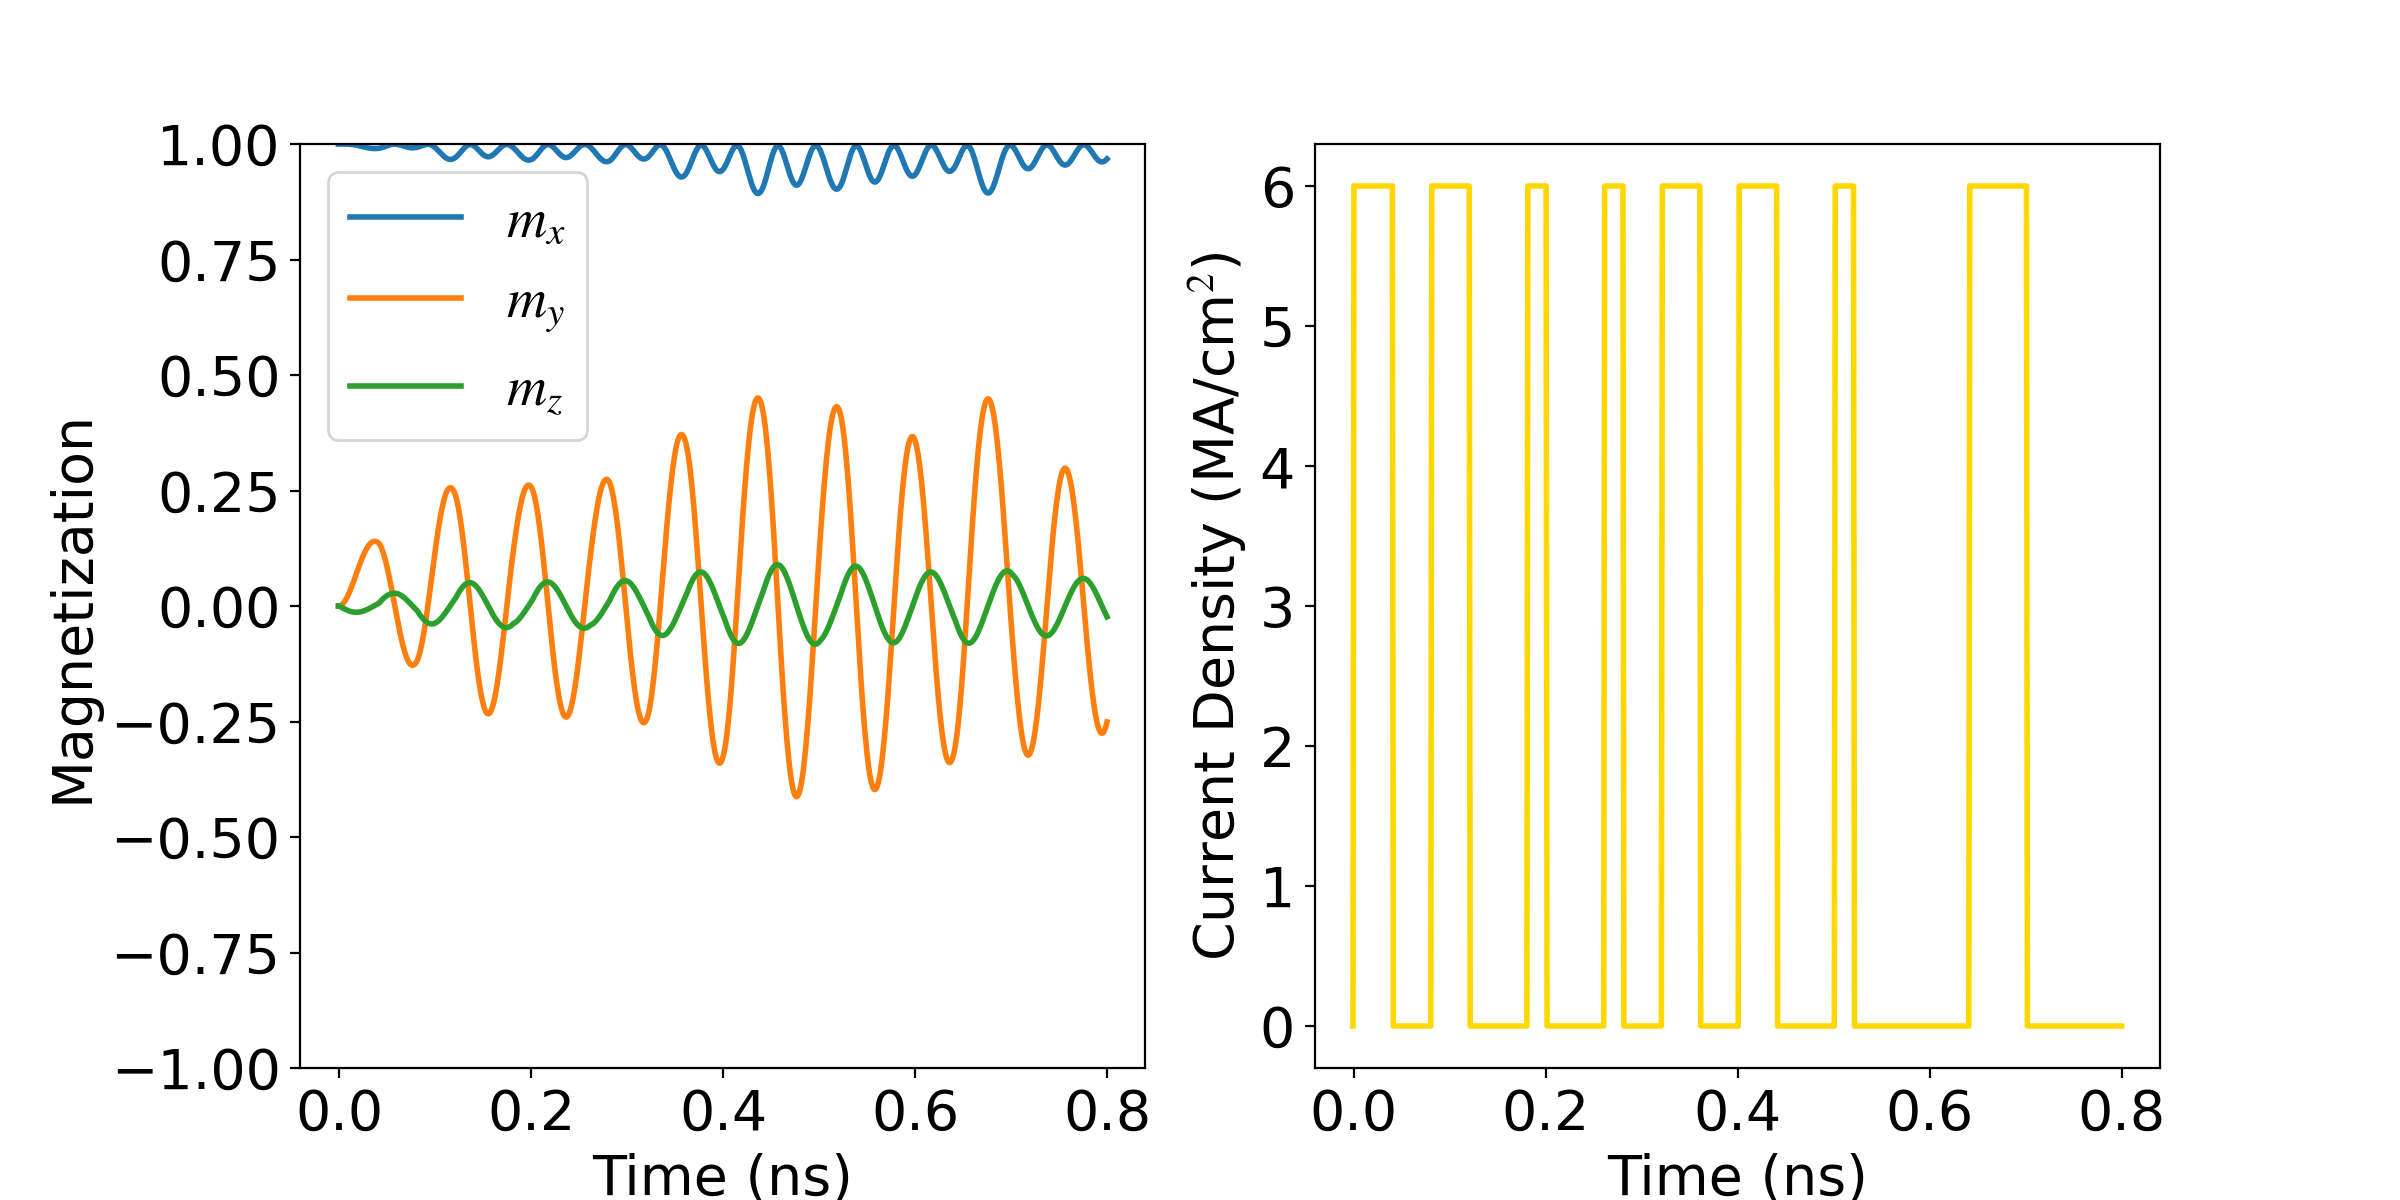 Magnetization
1.00
0.75
0.50
0.25
0.00
−0.25
−0.50
−0.75
−1.00
m_x
m_y
m_z
0.0 0.2 0.4 0.6 0.8
Time (ns)
Current Density (MA/cm²)
6
5
4
3
2
1
0
0.0 0.2 0.4 0.6 0.8
Time (ns)